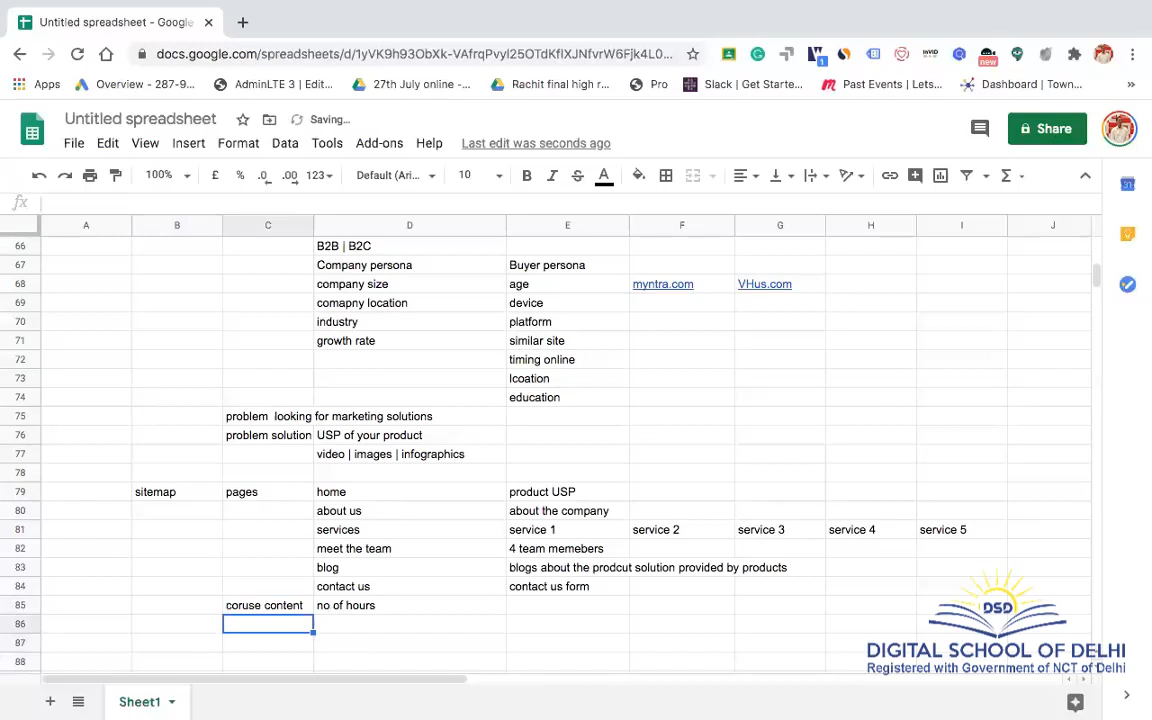 Untitled spreadsheet - Google
docs.google.com/spreadsheets/d/1yVK9h93ObXk-VAfrqPvyl25OTdKflXJNfvrW6Fjk4L0...
Apps Overview - 287-9... AdminLTE 3 | Edit... 27th July online -... Rachit final high r... Pro Slack | Get Starte... Past Events | Lets... Dashboard | Town... »
Untitled spreadsheet Saving...
Share
File Edit View Insert Format Data Tools Add-ons Help Last edit was seconds ago
100% £ % .0 .00 123 Default (Ari... 10 B I S A
fx
A B C D E F G H I J
66 B2B | B2C
67 Company persona Buyer persona
68 company size age myntra.com VHus.com
69 comapny location device
70 industry platform
71 growth rate similar site
72 timing online
73 lcoation
74 education
75 problem looking for marketing solutions
76 problem solution USP of your product
77 video | images | infographics
78
79 sitemap pages home product USP
80 about us about the company
81 services service 1 service 2 service 3 service 4 service 5
82 meet the team 4 team memebers
83 blog blogs about the prodcut solution provided by products
84 contact us contact us form
85 coruse content no of hours
86
87
88
DSD
DIGITAL SCHOOL OF DELHI
Registered with Government of NCT of Delhi
Sheet1